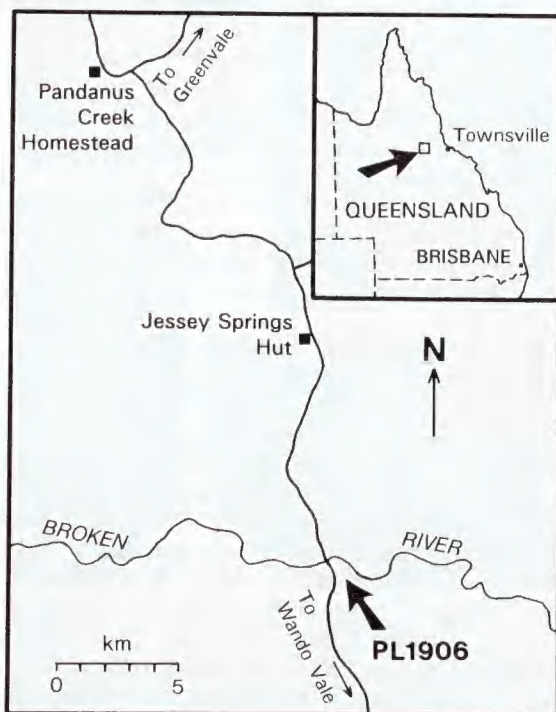 To
Greenvale
Pandanus
Creek
Homestead
Townsville
QUEENSLAND
BRISBANE
Jessey Springs
Hut
N
BROKEN
RIVER
To
Wando Vale
PL1906
km
0 5